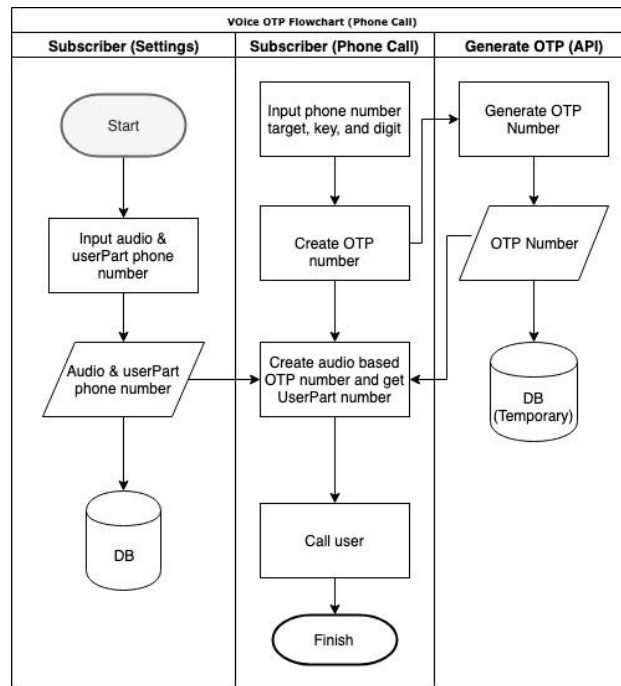 VOice OTP Flowchart (Phone Call)
Subscriber (Settings)
Subscriber (Phone Call)
Generate OTP (API)
Start
Input audio &
userPart phone
number
Audio & userPart
phone number
DB
Input phone number
target, key, and digit
Create OTP
number
Create audio based
OTP number and get
UserPart number
Call user
Finish
Generate OTP
Number
OTP Number
DB
(Temporary)